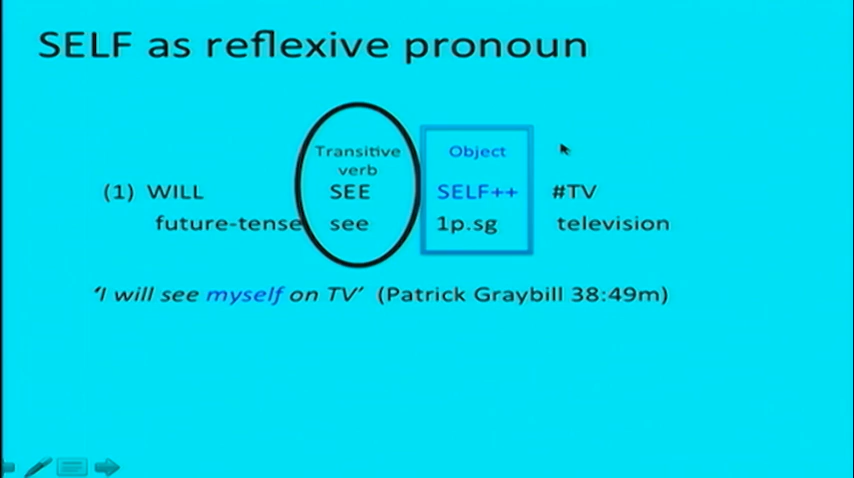 SELF as reflexive pronoun
Transitive Object
verb
(1) WILL SEE SELF++ #TV
future-tense see 1p.sg television
‘I will see myself on TV’ (Patrick Graybill 38:49m)